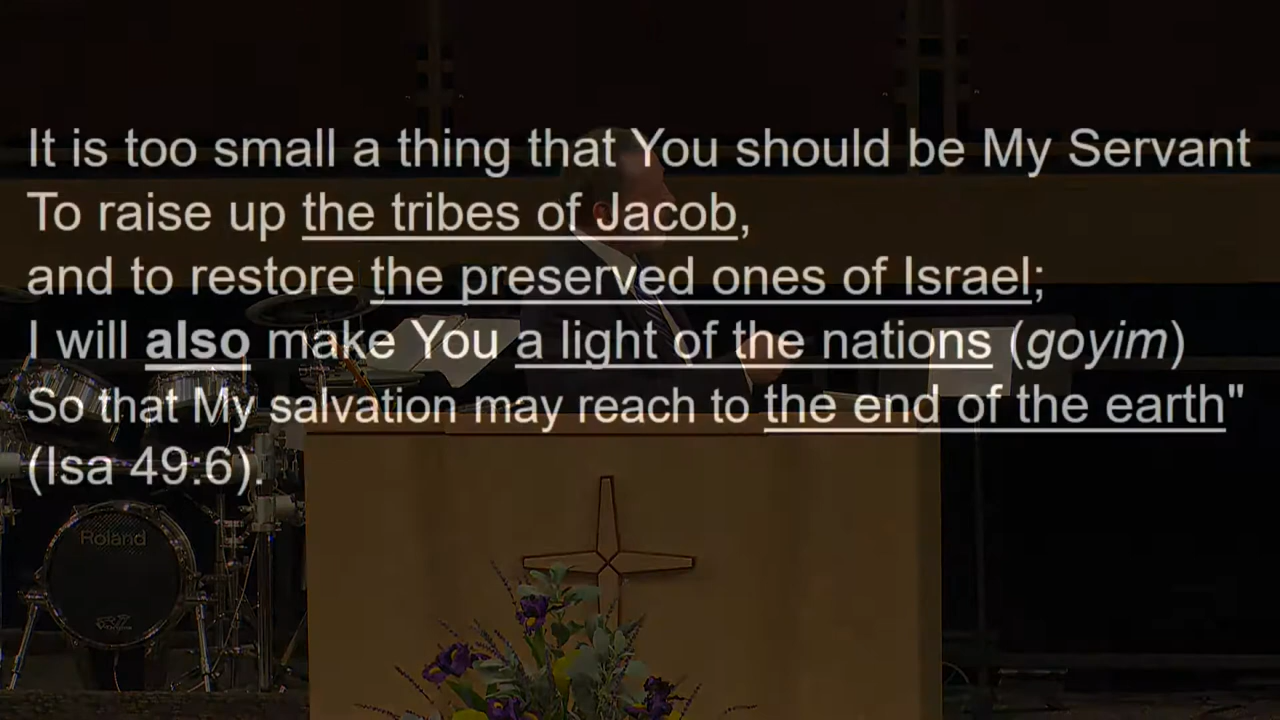 It is too small a thing that You should be My Servant
To raise up the tribes of Jacob,
and to restore the preserved ones of Israel;
I will also make You a light of the nations (goyim)
So that My salvation may reach to the end of the earth"
(Isa 49:6).
Roland